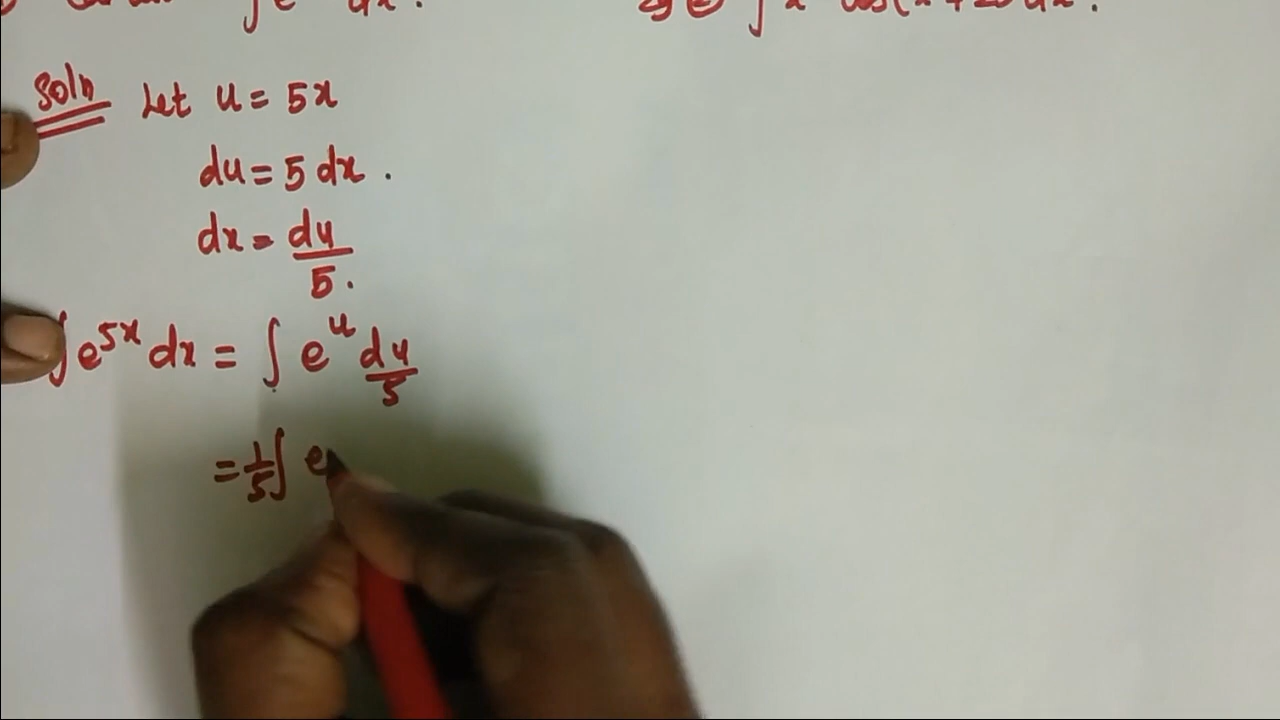 Soln Let u = 5x
du = 5 dx .
dx = du/5 .
∫ e^5x dx = ∫ e^u du/5
= 1/5 ∫ e